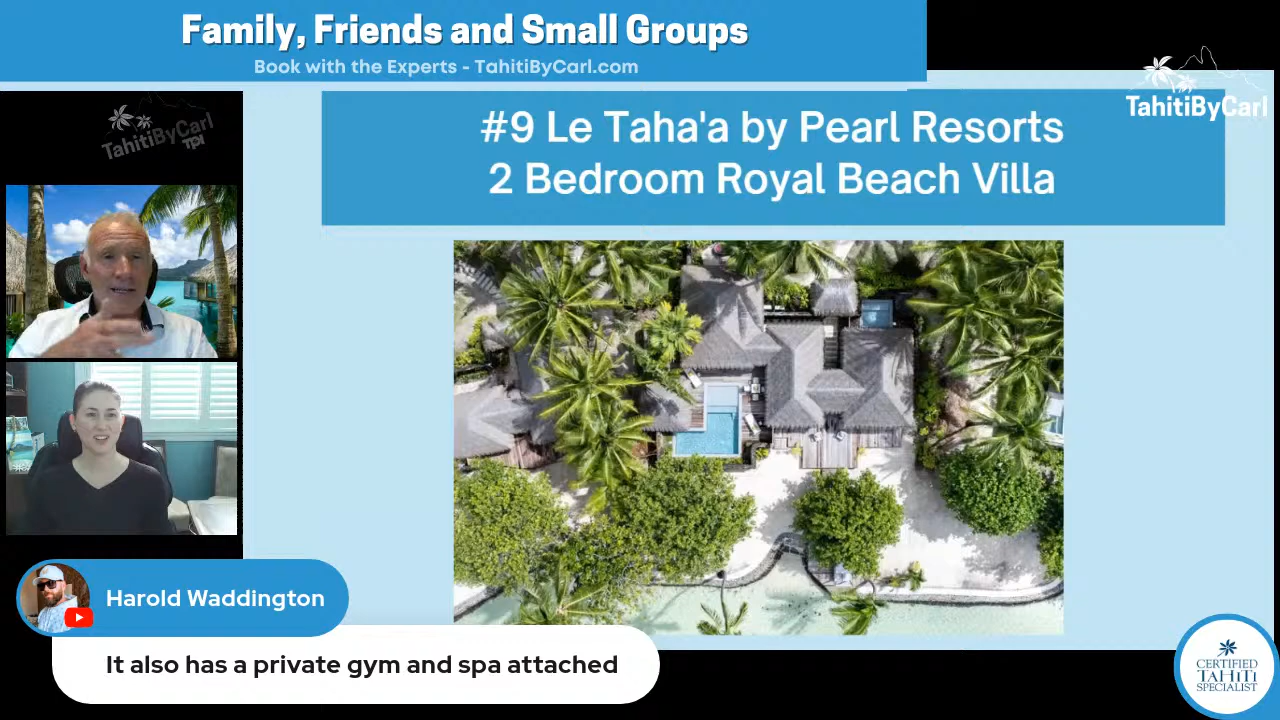 Family, Friends and Small Groups
Book with the Experts - TahitiByCarl.com
TahitiByCarl
TahitiByCarl
TPI
#9 Le Taha'a by Pearl Resorts
2 Bedroom Royal Beach Villa
Harold Waddington
It also has a private gym and spa attached
CERTIFIED
TAHITI
SPECIALIST